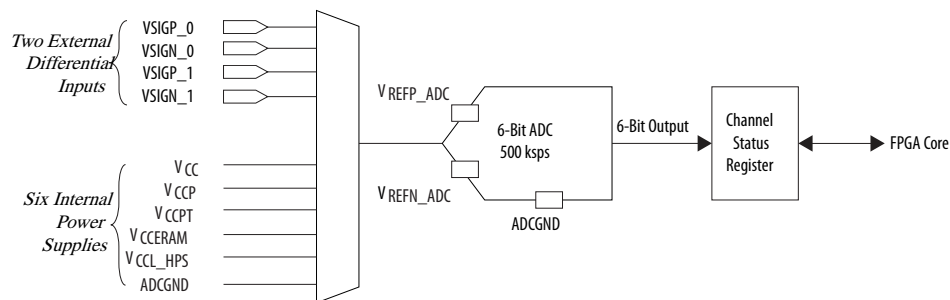 Two External
Differential
Inputs
VSIGP_0
VSIGN_0
VSIGP_1
VSIGN_1
Six Internal
Power
Supplies
VCC
VCCP
VCCPT
VCCERAM
VCCL_HPS
ADCGND
VREFP_ADC
6-Bit ADC
500 ksps
VREFN_ADC
ADCGND
6-Bit Output
Channel
Status
Register
FPGA Core